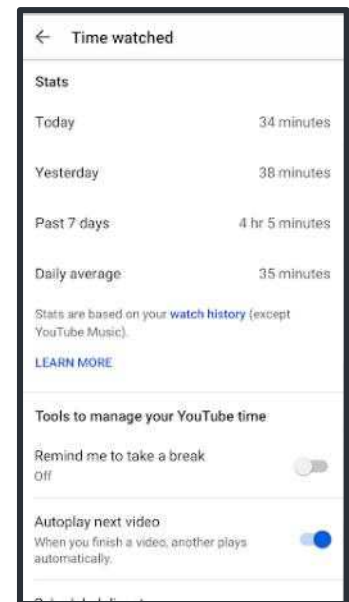 Time watched
Stats
Today 34 minutes
Yesterday 38 minutes
Past 7 days 4 hr 5 minutes
Daily average 35 minutes
Stats are based on your watch history (except
YouTube Music).
LEARN MORE
Tools to manage your YouTube time
Remind me to take a break
Off
Autoplay next video
When you finish a video, another plays
automatically.